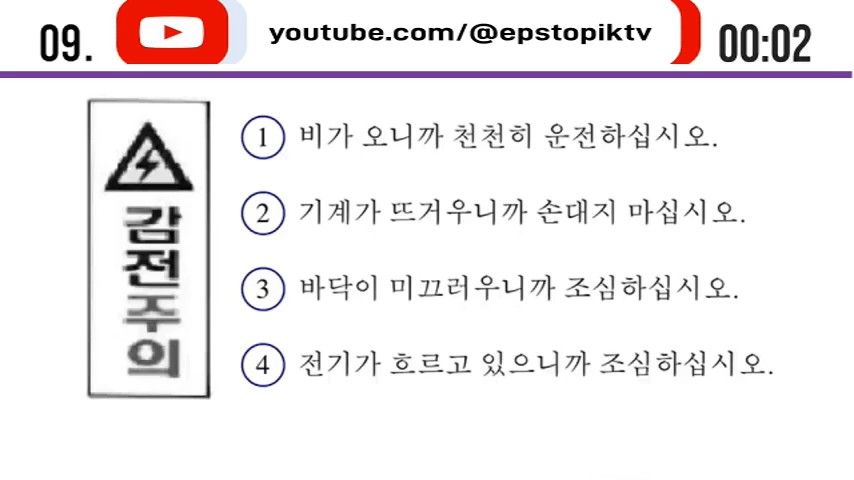 09.
youtube.com/@epstopiktv
00:02
감전주의
① 비가 오니까 천천히 운전하십시오.
② 기계가 뜨거우니까 손대지 마십시오.
③ 바닥이 미끄러우니까 조심하십시오.
④ 전기가 흐르고 있으니까 조심하십시오.